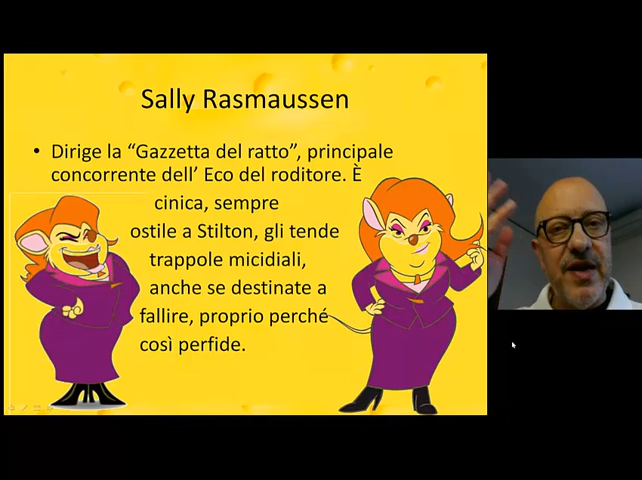 Sally Rasmaussen
• Dirige la “Gazzetta del ratto”, principale
concorrente dell’ Eco del roditore. È
cinica, sempre
ostile a Stilton, gli tende
trappole micidiali,
anche se destinate a
fallire, proprio perché
così perfide.